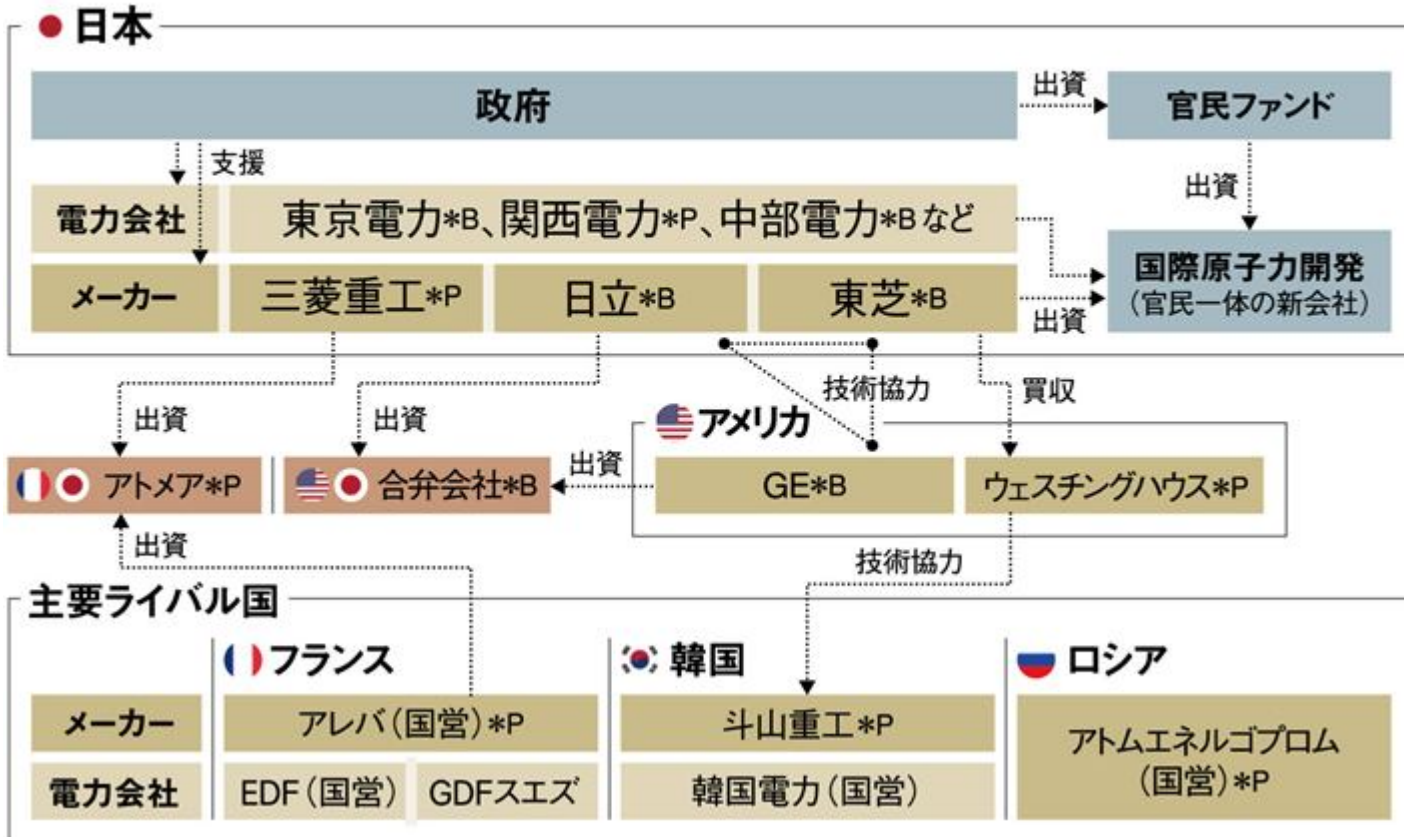 日本
政府
出資
官民ファンド
支援
出資
電力会社
東京電力*B、関西電力*P、中部電力*Bなど
国際原子力開発
(官民一体の新会社)
メーカー
三菱重工*P
日立*B
東芝*B
出資
技術協力
買収
出資
出資
アメリカ
出資
アトメア*P
合弁会社*B
GE*B
ウェスチングハウス*P
出資
技術協力
主要ライバル国
フランス
韓国
ロシア
メーカー
アレバ(国営)*P
斗山重工*P
アトムエネルゴプロム
(国営)*P
電力会社
EDF(国営)
GDFスエズ
韓国電力(国営)